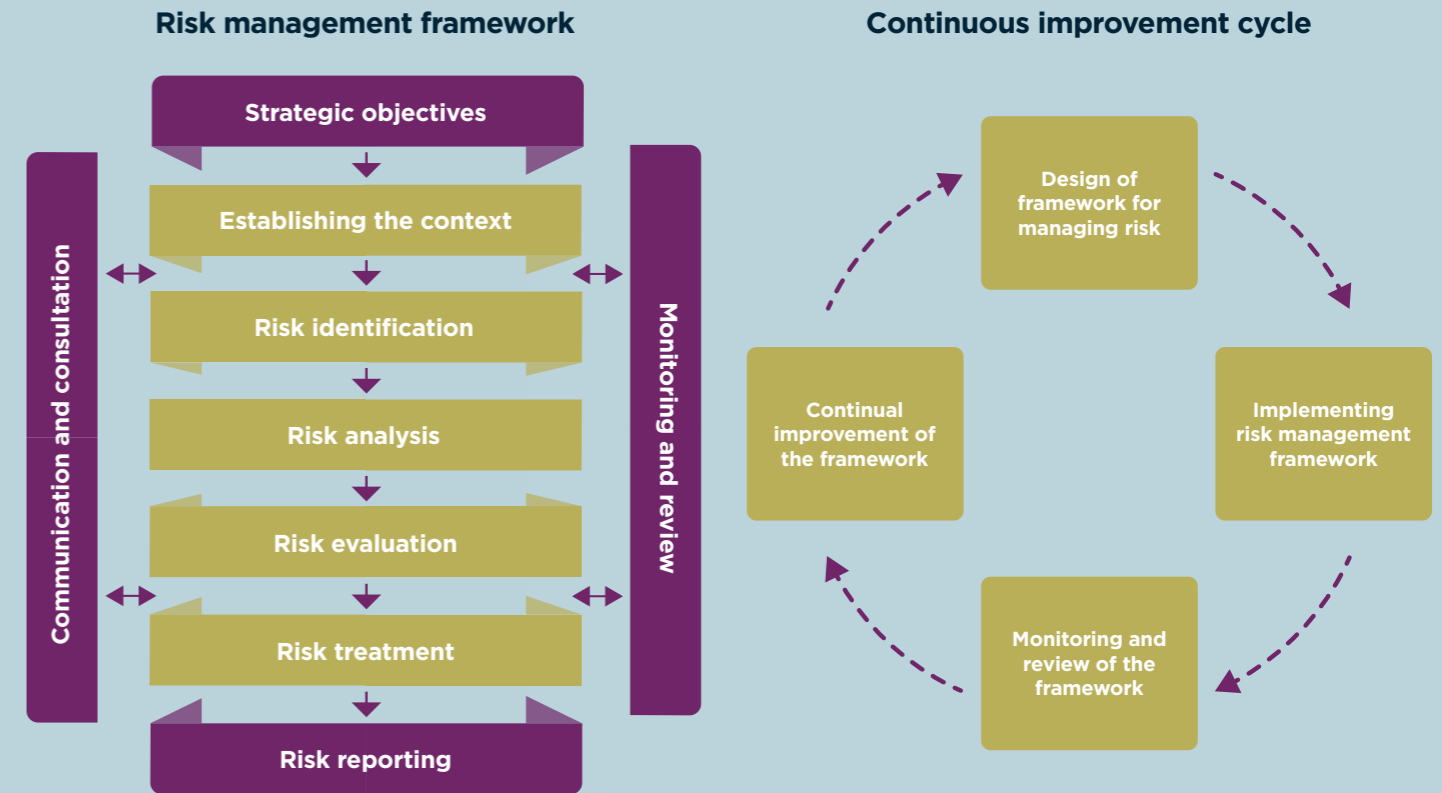 Risk management framework
Strategic objectives
Establishing the context
Risk identification
Risk analysis
Risk evaluation
Risk treatment
Risk reporting
Communication and consultation
Monitoring and review
Continuous improvement cycle
Design of
framework for
managing risk
Implementing
risk management
framework
Monitoring and
review of the
framework
Continual
improvement of
the framework